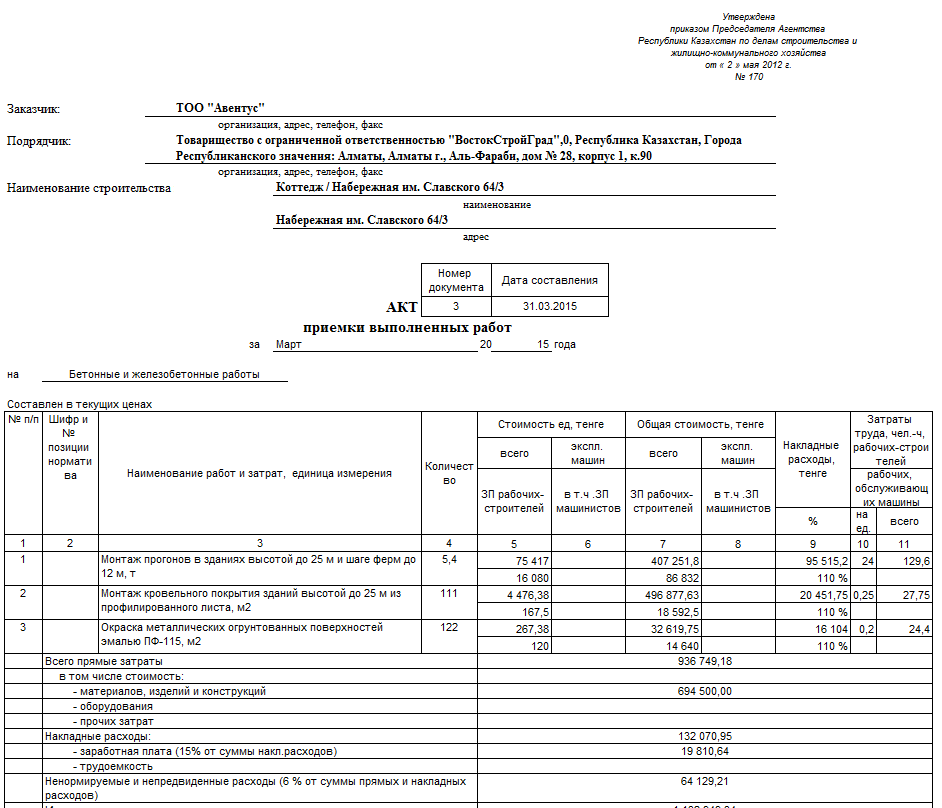 Утверждена
приказом Председателя Агентства
Республики Казахстан по делам строительства и
жилищно-коммунального хозяйства
от « 2 » мая 2012 г.
№ 170
Заказчик: ТОО "Авентус"
организация, адрес, телефон, факс
Подрядчик: Товарищество с ограниченной ответственностью "ВостокСтройГрад",0, Республика Казахстан, Города
Республиканского значения: Алматы, Алматы г., Аль-Фараби, дом № 28, корпус 1, к.90
организация, адрес, телефон, факс
Наименование строительства Коттедж / Набережная им. Славского 64/3
наименование
Набережная им. Славского 64/3
адрес
Номер документа Дата составления
АКТ 3 31.03.2015
приемки выполненных работ
за Март 20 15 года
на Бетонные и железобетонные работы
Составлен в текущих ценах
№ п/п
Шифр и
№
позиции
нормати
ва
Наименование работ и затрат, единица измерения
Количест
во
Стоимость ед, тенге
всего
экспл.
машин
ЗП рабочих-
строителей
в т.ч .ЗП
машинистов
Общая стоимость, тенге
всего
экспл.
машин
ЗП рабочих-
строителей
в т.ч .ЗП
машинистов
Накладные
расходы,
тенге
%
Затраты
труда, чел.-ч,
рабочих-строи
телей
рабочих,
обслуживающ
их машины
на
ед.
всего
1 2 3 4 5 6 7 8 9 10 11
1 Монтаж прогонов в зданиях высотой до 25 м и шаге ферм до 5,4 75 417 407 251,8 95 515,2 24 129,6
12 м, т 16 080 86 832 110 %
2 Монтаж кровельного покрытия зданий высотой до 25 м из 111 4 476,38 496 877,63 20 451,75 0,25 27,75
профилированного листа, м2 167,5 18 592,5 110 %
3 Окраска металлических огрунтованных поверхностей 122 267,38 32 619,75 16 104 0,2 24,4
эмалью ПФ-115, м2 120 14 640 110 %
Всего прямые затраты 936 749,18
в том числе стоимость:
- материалов, изделий и конструкций 694 500,00
- оборудования
- прочих затрат
Накладные расходы: 132 070,95
- заработная плата (15% от суммы накл.расходов) 19 810,64
- трудоемкость
Ненормируемые и непредвиденные расходы (6 % от суммы прямых и накладных 64 129,21
расходов)